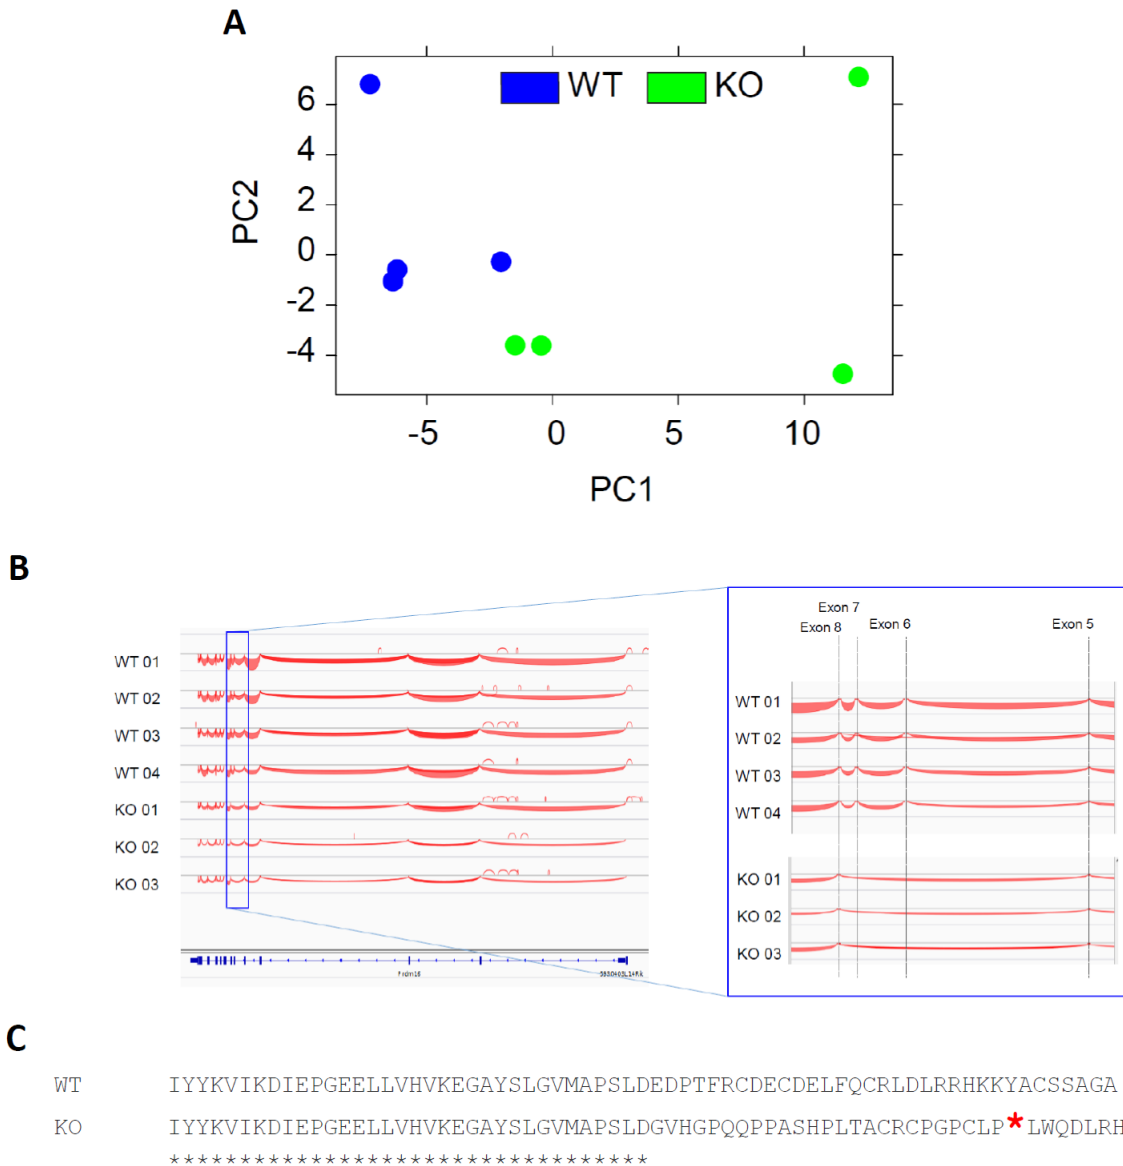 A
WT KO
6
4
2
0
-2
-4
PC2
-5 0 5 10
PC1
B
WT 01
WT 02
WT 03
WT 04
KO 01
KO 02
KO 03
Exon 7
Exon 8 Exon 6 Exon 5
WT 01
WT 02
WT 03
WT 04
KO 01
KO 02
KO 03
C
WT IYYKVIKDIEPGEELLVHVKEGAYSLGVMAPSLDEDPTFRCDECDELFQCRLDLRRHKKYACSSAGA
KO IYYKVIKDIEPGEELLVHVKEGAYSLGVMAPSLDGVHGPQQPPASHPLTACRCPGPCLP*LWQDLRH
**********************************